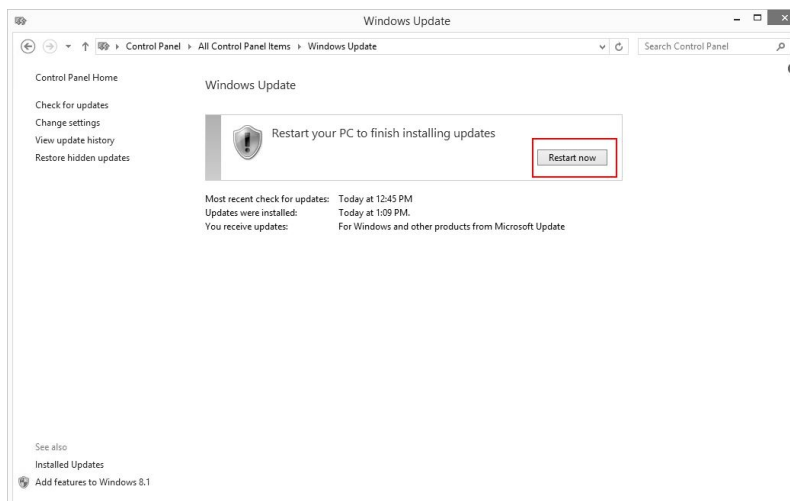 Windows Update
Control Panel All Control Panel Items Windows Update
Search Control Panel
Control Panel Home
Check for updates
Change settings
View update history
Restore hidden updates
Windows Update
Restart your PC to finish installing updates
Restart now
Most recent check for updates: Today at 12:45 PM
Updates were installed: Today at 1:09 PM.
You receive updates: For Windows and other products from Microsoft Update
See also
Installed Updates
Add features to Windows 8.1